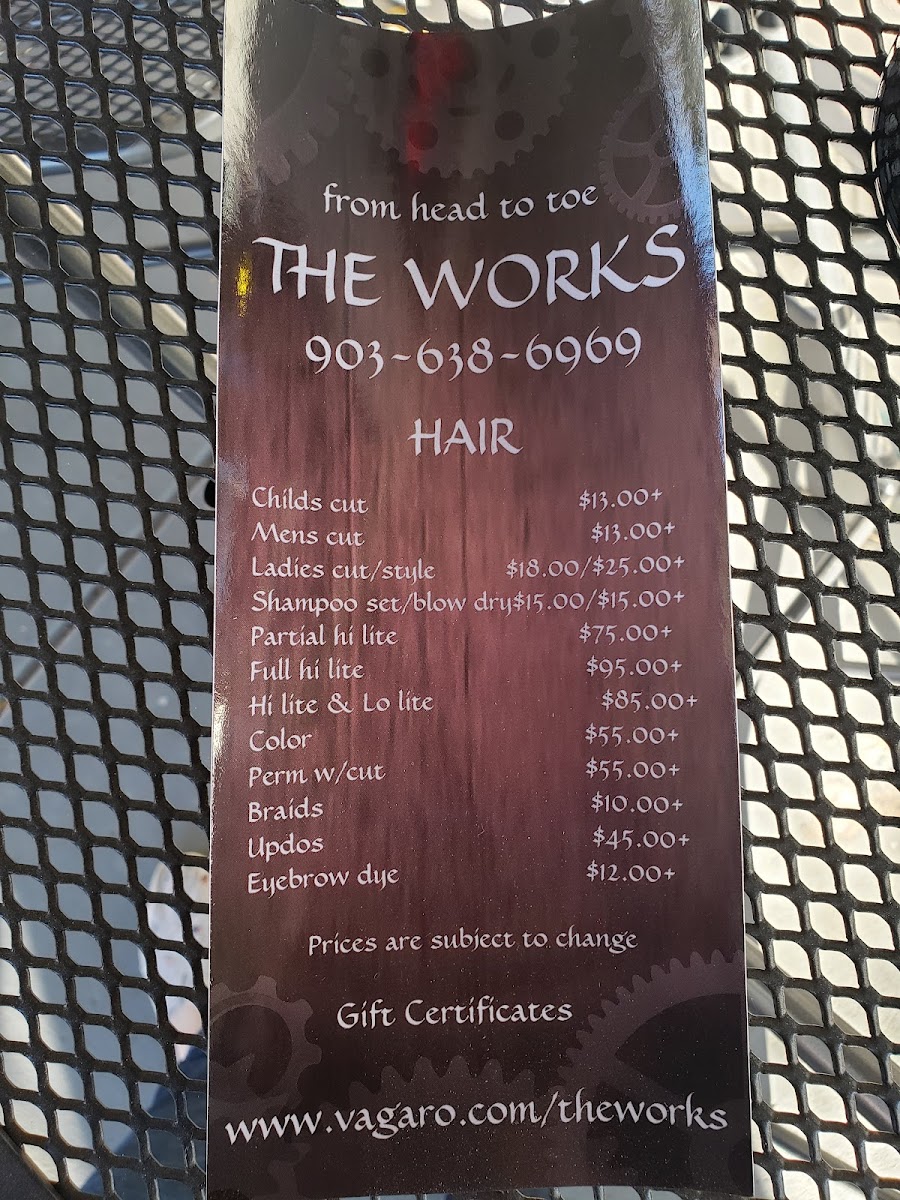 from head to toe
THE WORKS
903-638-6969
HAIR
Childs cut $13.00+
Mens cut $13.00+
Ladies cut/style $18.00/$25.00+
Shampoo set/blow dry$15.00/$15.00+
Partial hi lite $75.00+
Full hi lite $95.00+
Hi lite & Lo lite $85.00+
Color $55.00+
Perm w/cut $55.00+
Braids $10.00+
Updos $45.00+
Eyebrow dye $12.00+
Prices are subject to change
Gift Certificates
www.vagaro.com/theworks